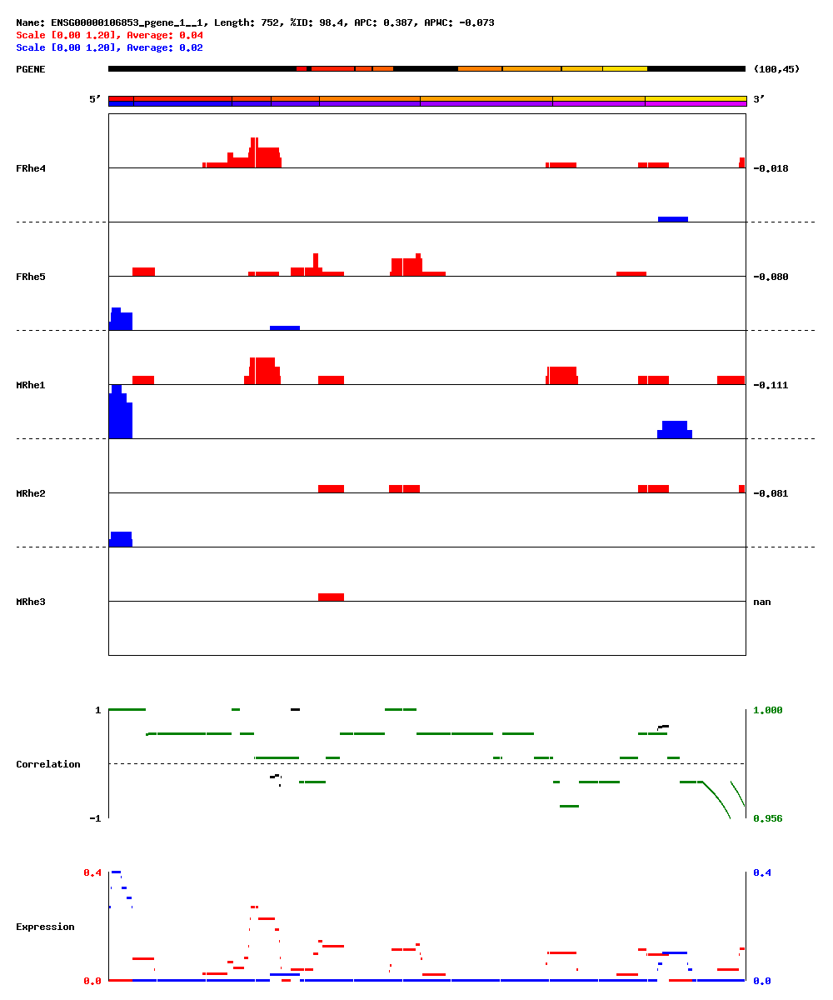 Name: ENSG00000106853_pgene_1__1, Length: 752, %ID: 98.4, APC: 0.387, APWC: -0.073
Scale [0.00 1.20], Average: 0.04
Scale [0.00 1.20], Average: 0.02
PGENE (100,45)
5' 3'
FRhe4 -0.018
FRhe5 -0.080
MRhe1 -0.111
MRhe2 -0.081
MRhe3 nan
1 1.000
Correlation
-1 0.956
0.4 0.4
Expression
0.0 0.0